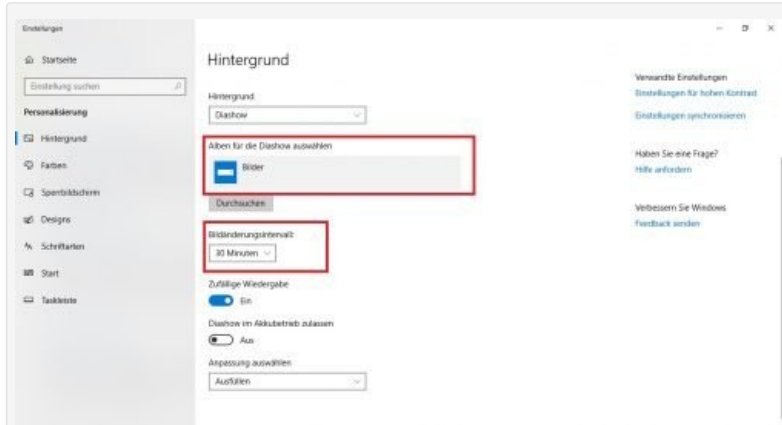 Einstellungen
Startseite
Einstellung suchen
Personalisierung
Hintergrund
Farben
Sperrbildschirm
Designs
Schriftarten
Start
Taskleiste
Hintergrund
Hintergrund
Diashow
Alben für die Diashow auswählen
Bilder
Durchsuchen
Bildänderungsintervall:
30 Minuten
Zufällige Wiedergabe
Ein
Diashow im Akkubetrieb zulassen
Aus
Anpassung auswählen
Ausfüllen
Verwandte Einstellungen
Einstellungen für hohen Kontrast
Einstellungen synchronisieren
Haben Sie eine Frage?
Hilfe anfordern
Verbessern Sie Windows
Feedback senden